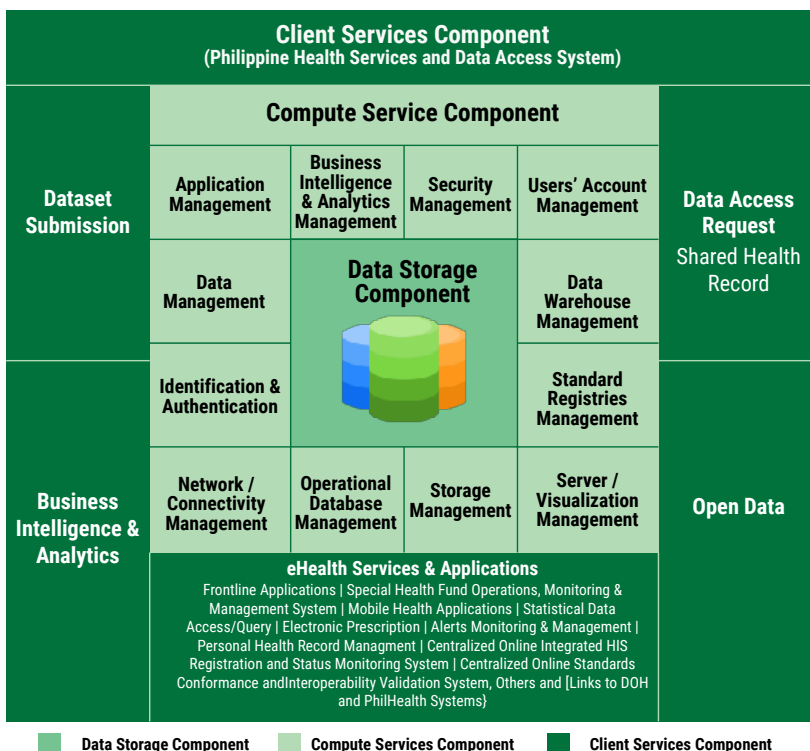 Client Services Component
(Philippine Health Services and Data Access System)
Compute Service Component
Dataset
Submission
Application
Management
Business
Intelligence
& Analytics
Management
Security
Management
Users' Account
Management
Data Access
Request
Shared Health
Record
Data
Management
Data Storage
Component
Data
Warehouse
Management
Identification &
Authentication
Standard
Registries
Management
Business
Intelligence &
Analytics
Network /
Connectivity
Management
Operational
Database
Management
Storage
Management
Server /
Visualization
Management
Open Data
eHealth Services & Applications
Frontline Applications | Special Health Fund Operations, Monitoring &
Management System | Mobile Health Applications | Statistical Data
Access/Query | Electronic Prescription | Alerts Monitoring & Management |
Personal Health Record Managment | Centralized Online Integrated HIS
Registration and Status Monitoring System | Centralized Online Standards
Conformance andInteroperability Validation System, Others and [Links to DOH
and PhilHealth Systems}
Data Storage Component
Compute Services Component
Client Services Component